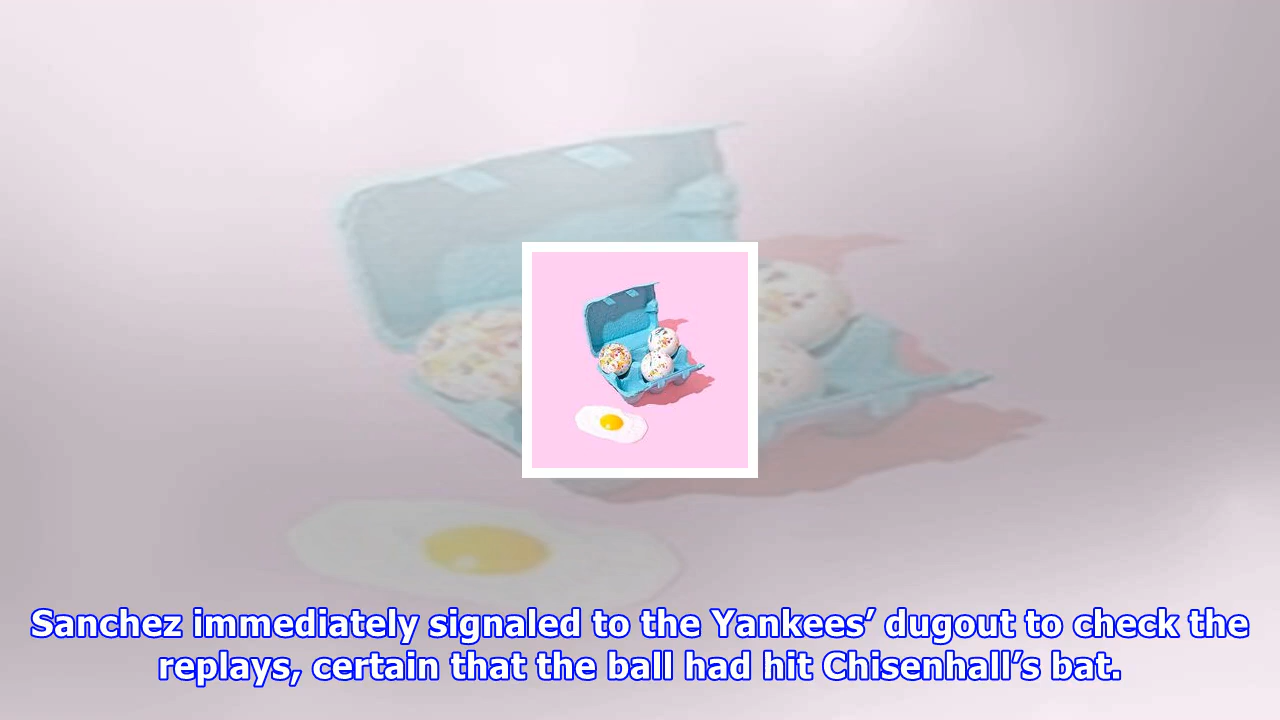 Sanchez immediately signaled to the Yankees’ dugout to check the
replays, certain that the ball had hit Chisenhall’s bat.